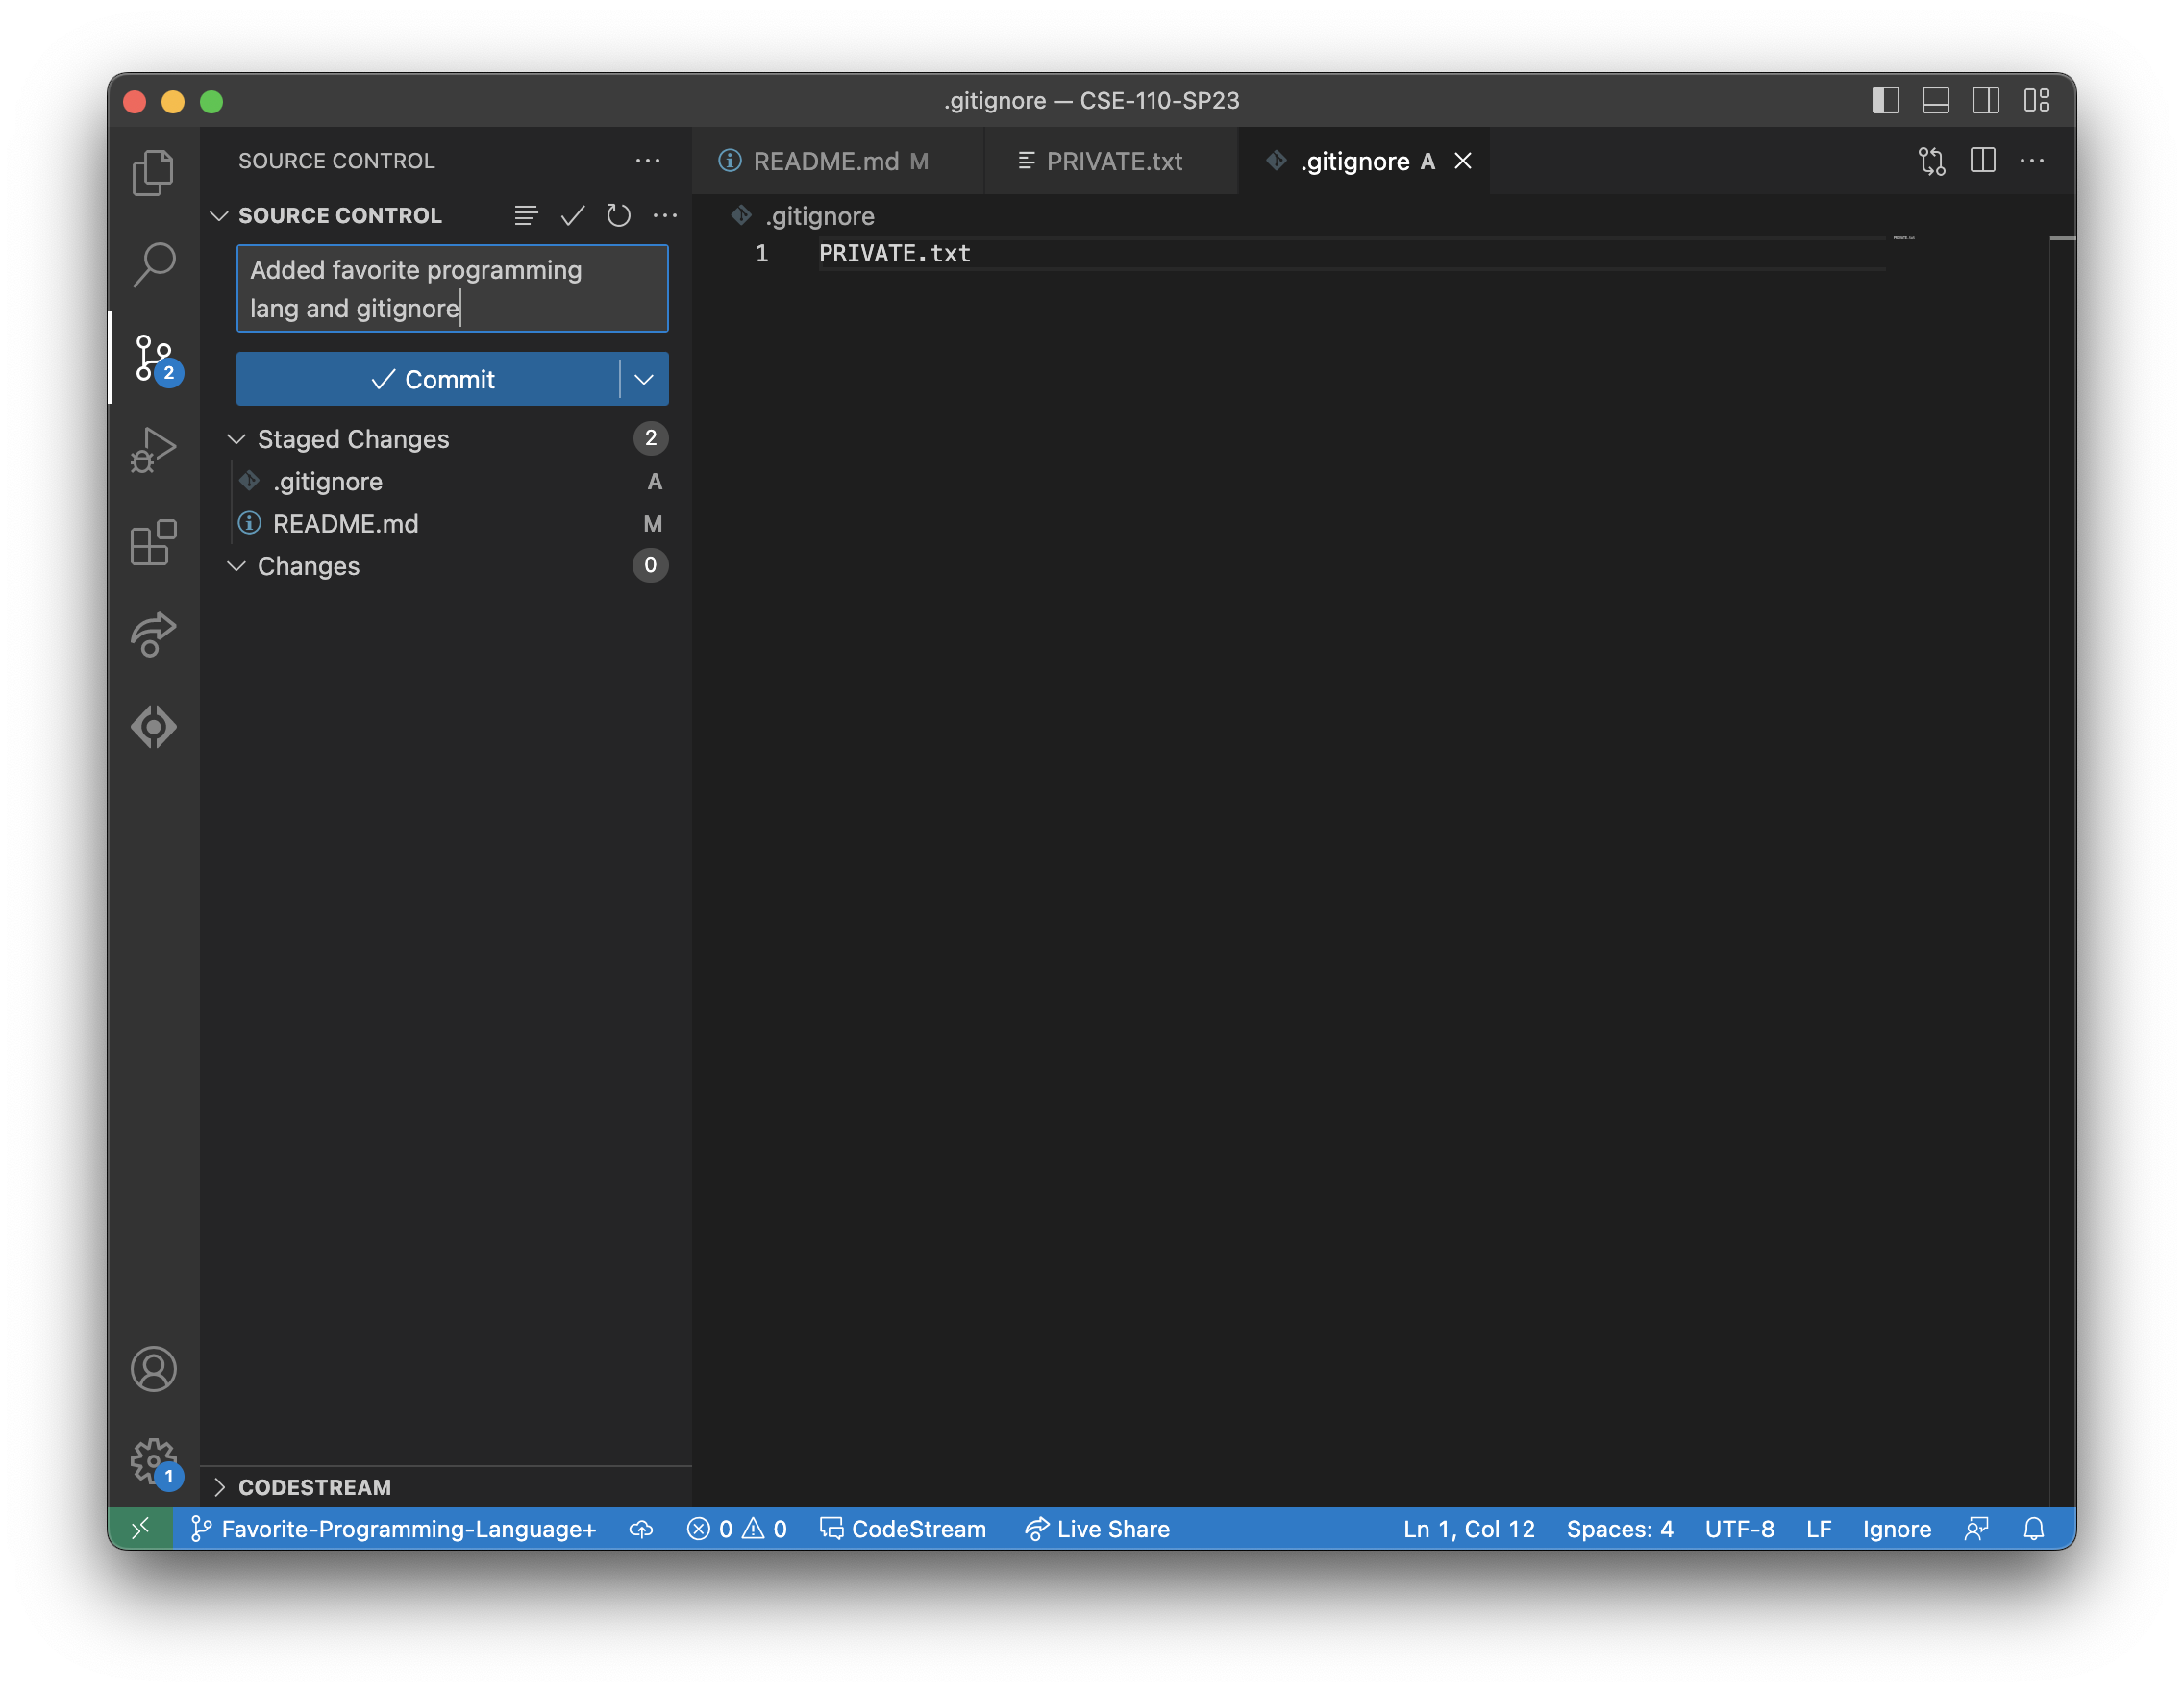 .gitignore — CSE-110-SP23
SOURCE CONTROL
README.md M
PRIVATE.txt
.gitignore A
SOURCE CONTROL
.gitignore
Added favorite programming
lang and gitignore
1 PRIVATE.txt
Commit
2
Staged Changes 2
.gitignore A
README.md M
Changes 0
1
CODESTREAM
Favorite-Programming-Language+ 0 0 CodeStream Live Share Ln 1, Col 12 Spaces: 4 UTF-8 LF Ignore